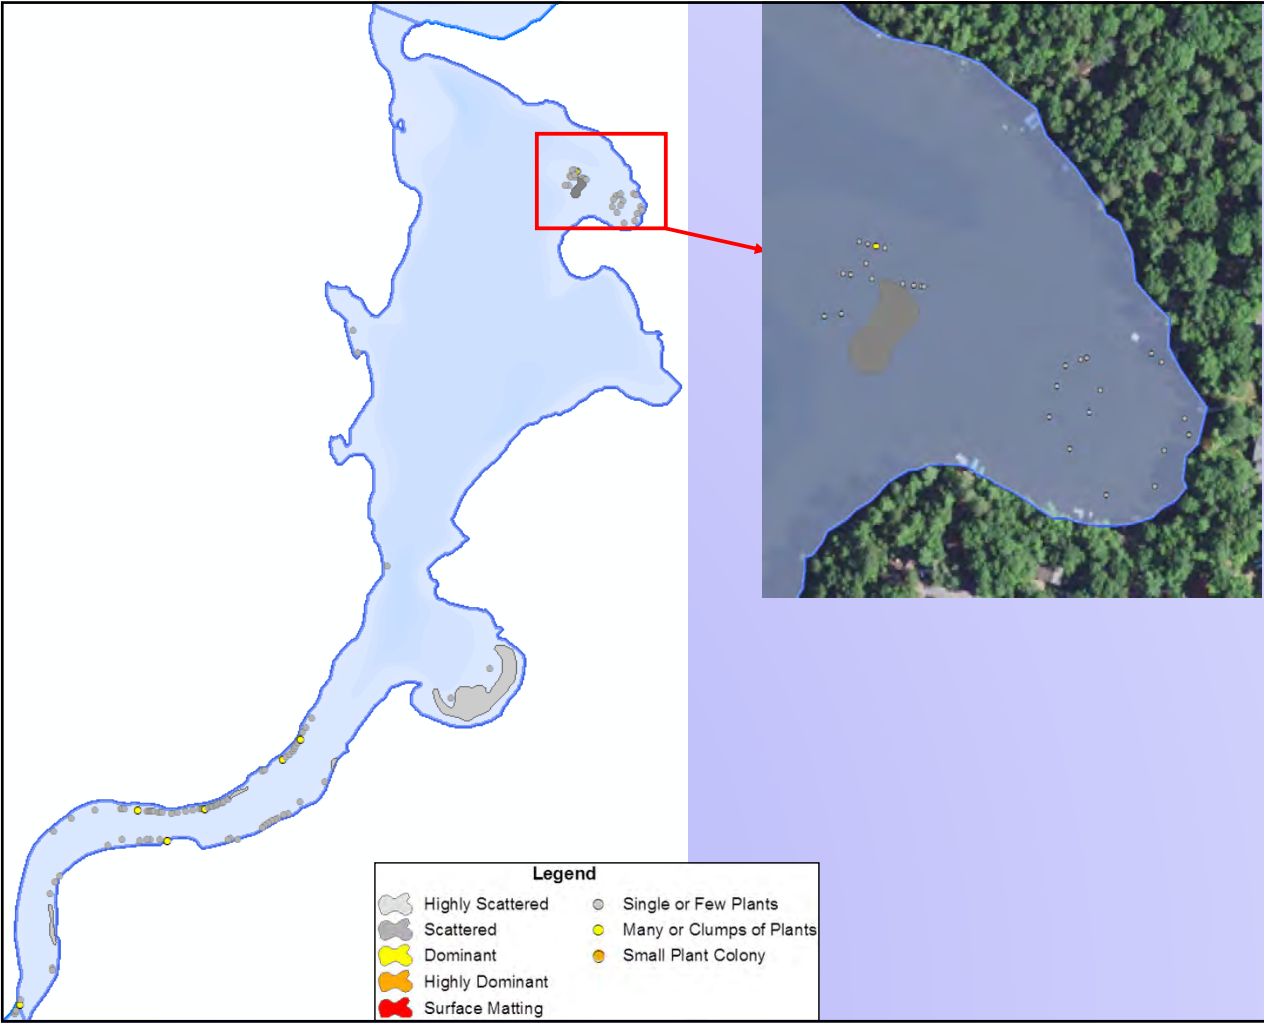 Legend
Highly Scattered
Single or Few Plants
Scattered
Many or Clumps of Plants
Dominant
Small Plant Colony
Highly Dominant
Surface Matting